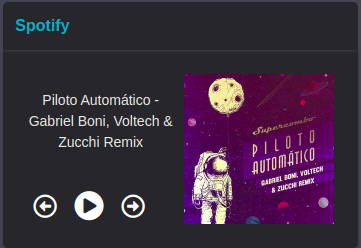 Spotify
Piloto Automático -
Gabriel Boni, Voltech &
Zucchi Remix
Supercombo
PILOTO
AUTOMÁTICO
GABRIEL BONI, VOLTECH
& ZUCCHI REMIX